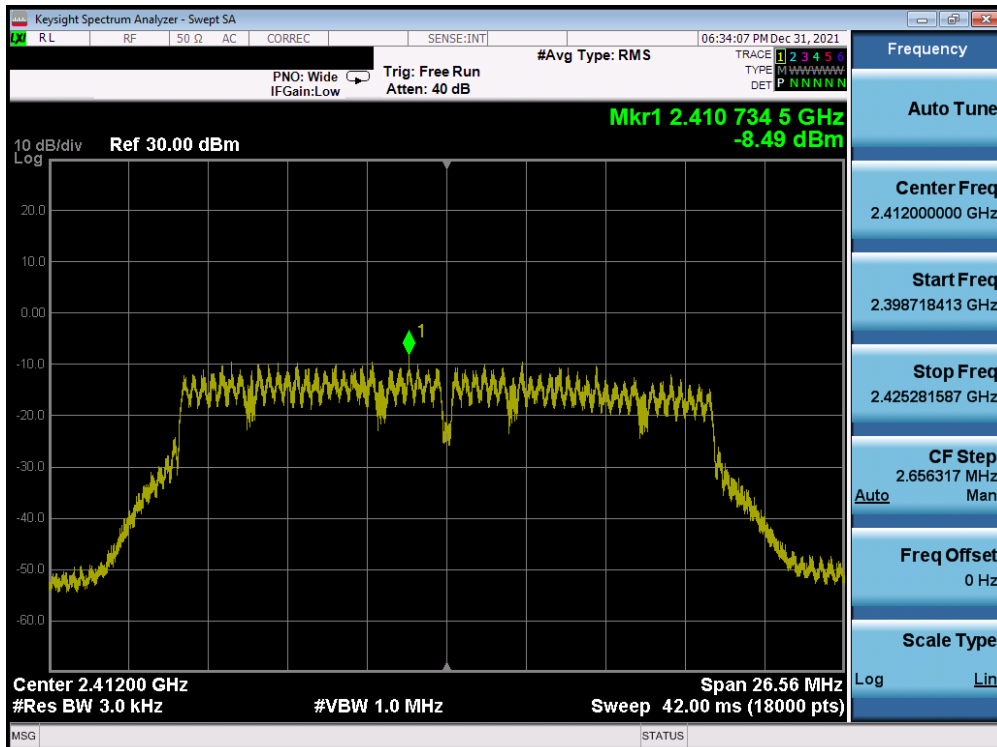 Keysight Spectrum Analyzer - Swept SA
LXI RL RF 50 Ω AC CORREC SENSE:INT 06:34:07 PM Dec 31, 2021
#Avg Type: RMS TRACE 1 2 3 4 5 6
PNO: Wide Trig: Free Run TYPE M W W W W W
IFGain:Low Atten: 40 dB DET P N N N N N
Mkr1 2.410 734 5 GHz
-8.49 dBm
10 dB/div Ref 30.00 dBm
Log
20.0
10.0
0.00
1
-10.0
-20.0
-30.0
-40.0
-50.0
-60.0
Center 2.41200 GHz Span 26.56 MHz
#Res BW 3.0 kHz #VBW 1.0 MHz Sweep 42.00 ms (18000 pts)
MSG STATUS
Frequency
Auto Tune
Center Freq
2.412000000 GHz
Start Freq
2.398718413 GHz
Stop Freq
2.425281587 GHz
CF Step
2.656317 MHz
Auto Man
Freq Offset
0 Hz
Scale Type
Log Lin